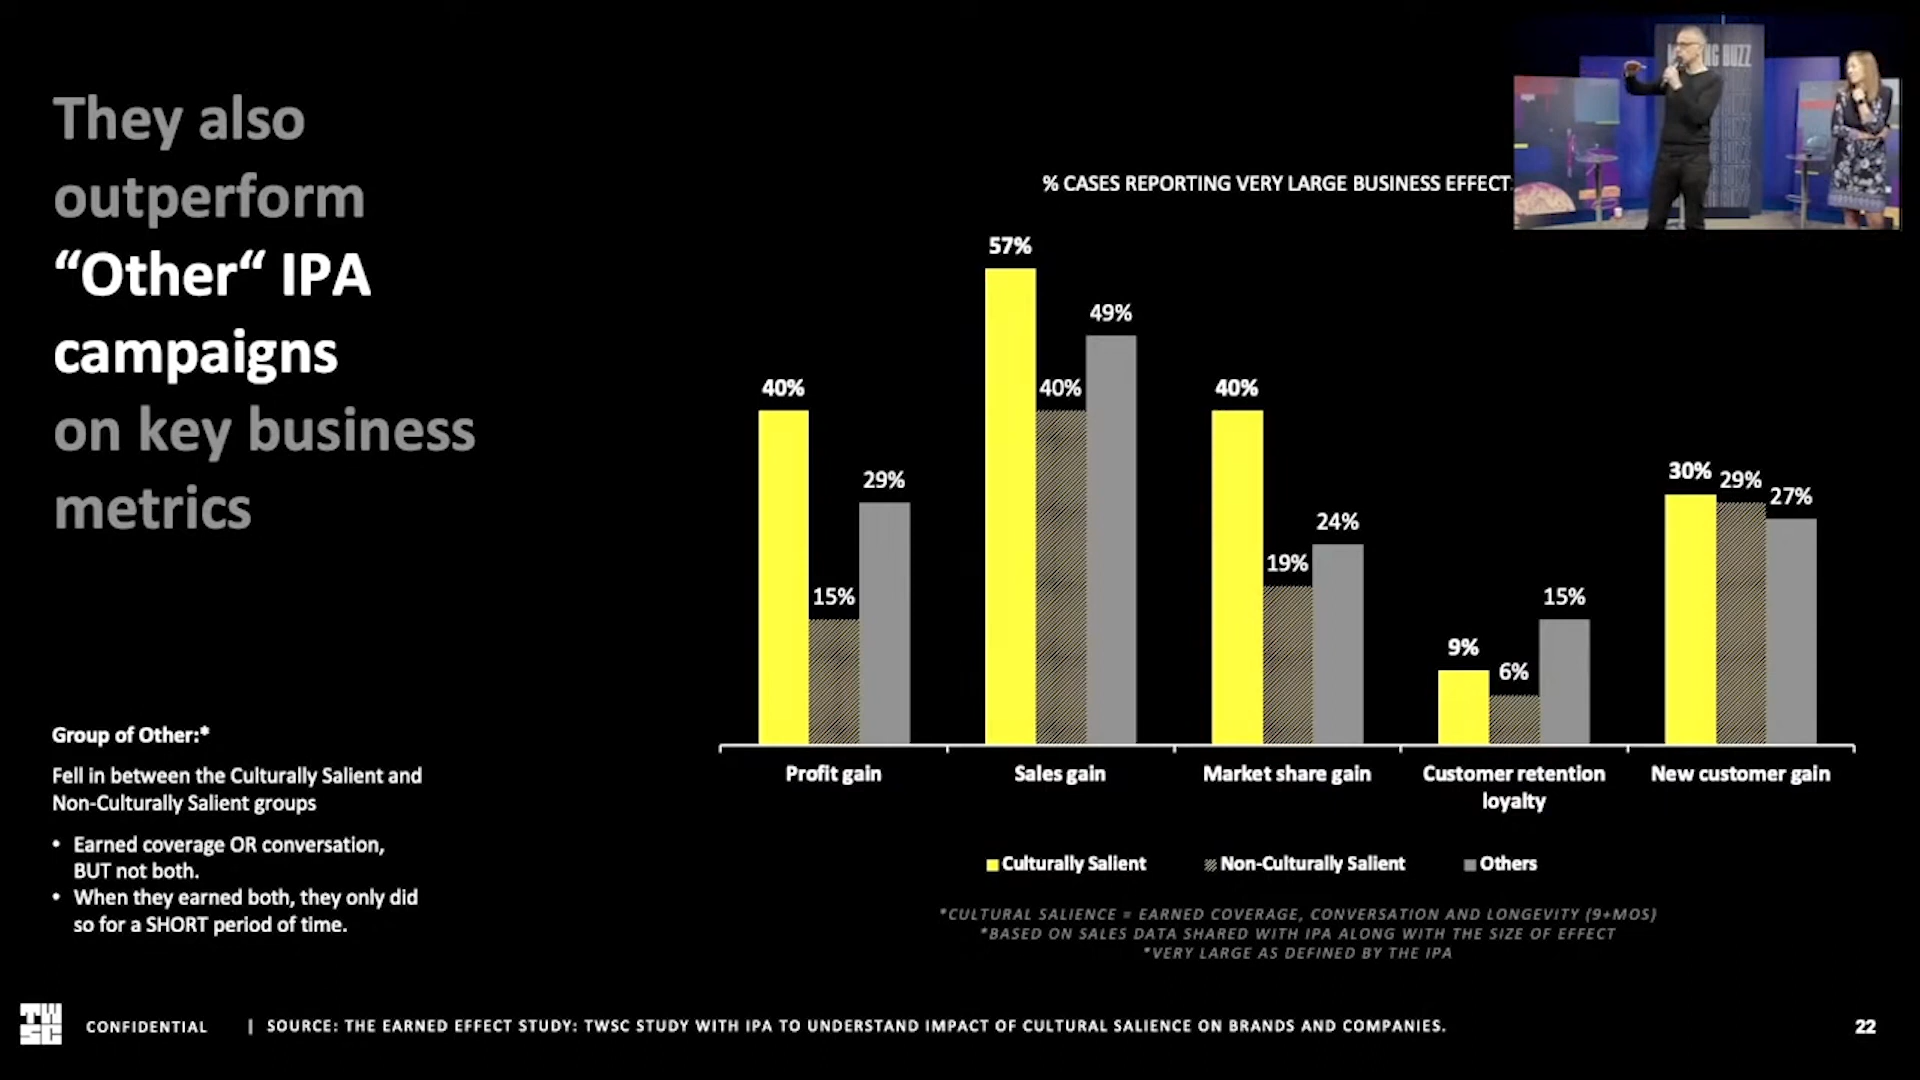 They also
outperform
“Other“ IPA
campaigns
on key business
metrics
Group of Other:*
Fell in between the Culturally Salient and
Non-Culturally Salient groups
• Earned coverage OR conversation,
BUT not both.
• When they earned both, they only did
so for a SHORT period of time.
% CASES REPORTING VERY LARGE BUSINESS EFFECT
BUZZ
40%
15%
29%
57%
40%
49%
40%
19%
24%
9%
6%
15%
30%
29%
27%
Profit gain
Sales gain
Market share gain
Customer retention
loyalty
New customer gain
Culturally Salient
Non-Culturally Salient
Others
*CULTURAL SALIENCE = EARNED COVERAGE, CONVERSATION AND LONGEVITY (9+MOS)
*BASED ON SALES DATA SHARED WITH IPA ALONG WITH THE SIZE OF EFFECT
*VERY LARGE AS DEFINED BY THE IPA
TWSC
CONFIDENTIAL | SOURCE: THE EARNED EFFECT STUDY: TWSC STUDY WITH IPA TO UNDERSTAND IMPACT OF CULTURAL SALIENCE ON BRANDS AND COMPANIES.
22